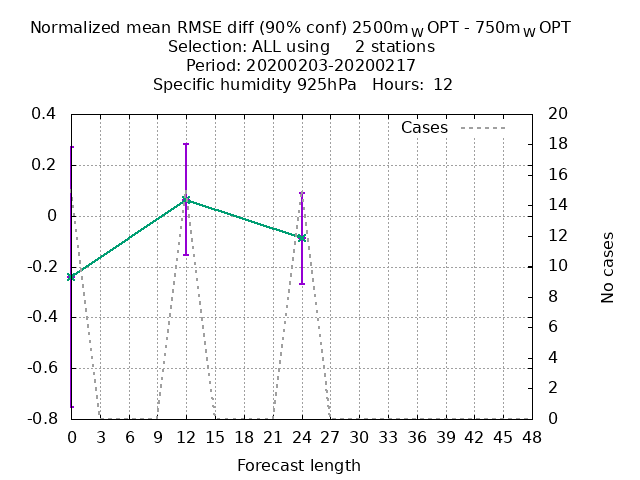 Normalized mean RMSE diff (90% conf) 2500m_W OPT - 750m_W OPT
Selection: ALL using 2 stations
Period: 20200203-20200217
Specific humidity 925hPa Hours: 12
Cases
0.4
0.2
0
-0.2
-0.4
-0.6
-0.8
20
18
16
14
12
10
8
6
4
2
0
No cases
0 3 6 9 12 15 18 21 24 27 30 33 36 39 42 45 48
Forecast length